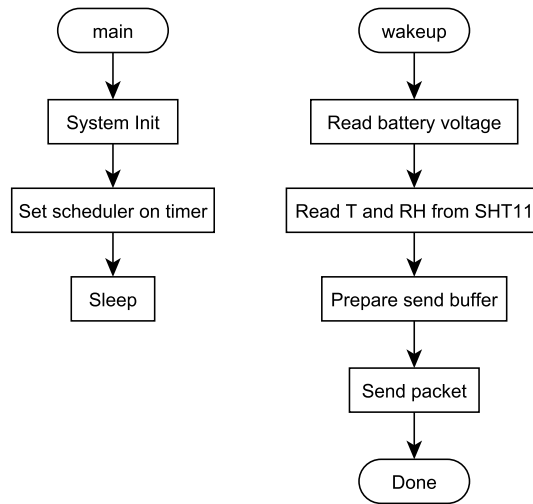 main
System Init
Set scheduler on timer
Sleep
wakeup
Read battery voltage
Read T and RH from SHT11
Prepare send buffer
Send packet
Done